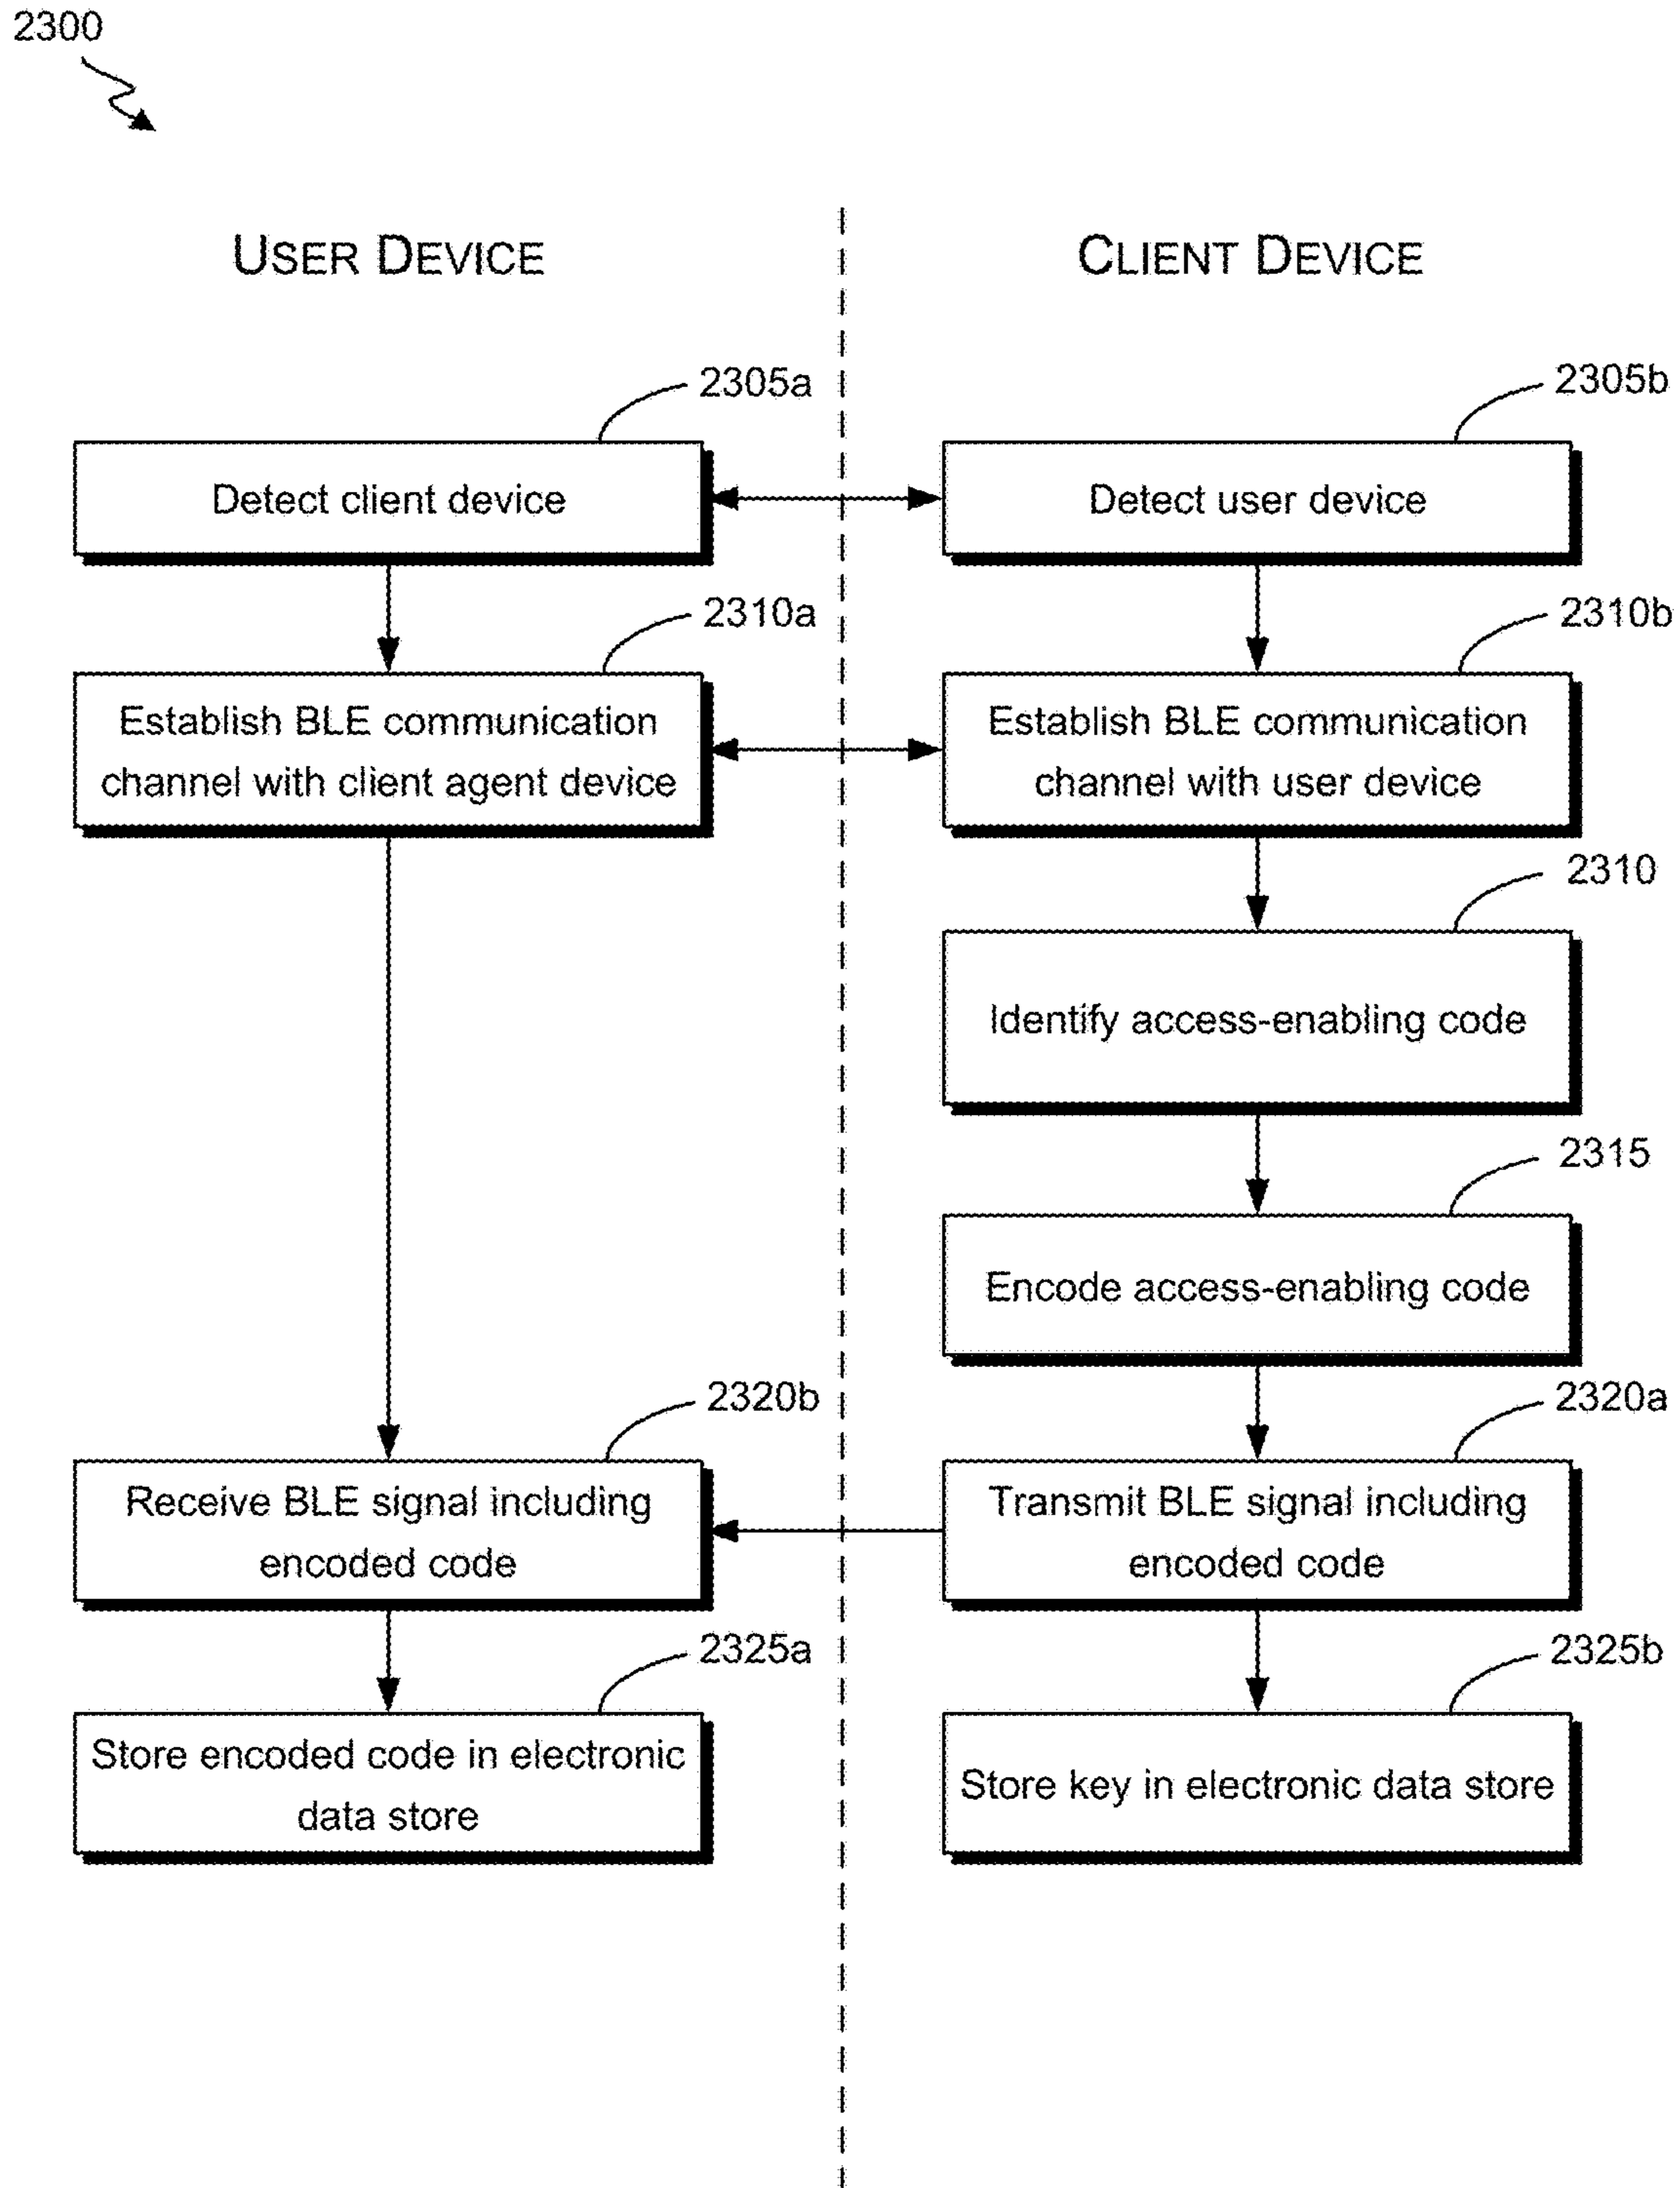 2300
USER DEVICE
CLIENT DEVICE
2305a
2305b
Detect client device
Detect user device
2310a
2310b
Establish BLE communication
channel with client agent device
Establish BLE communication
channel with user device
2310
Identify access-enabling code
2315
Encode access-enabling code
2320b
2320a
Receive BLE signal including
encoded code
Transmit BLE signal including
encoded code
2325a
2325b
Store encoded code in electronic
data store
Store key in electronic data store